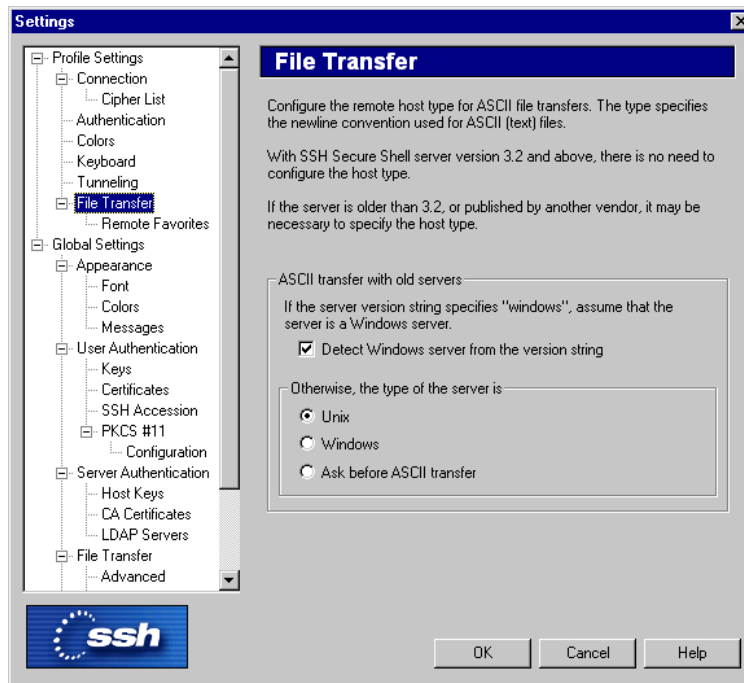 Settings
Profile Settings
Connection
Cipher List
Authentication
Colors
Keyboard
Tunneling
File Transfer
Remote Favorites
Global Settings
Appearance
Font
Colors
Messages
User Authentication
Keys
Certificates
SSH Accession
PKCS #11
Configuration
Server Authentication
Host Keys
CA Certificates
LDAP Servers
File Transfer
Advanced
ssh
File Transfer
Configure the remote host type for ASCII file transfers. The type specifies
the newline convention used for ASCII (text) files.
With SSH Secure Shell server version 3.2 and above, there is no need to
configure the host type.
If the server is older than 3.2, or published by another vendor, it may be
necessary to specify the host type.
ASCII transfer with old servers
If the server version string specifies "windows", assume that the
server is a Windows server.
Detect Windows server from the version string
Otherwise, the type of the server is
Unix
Windows
Ask before ASCII transfer
OK
Cancel
Help